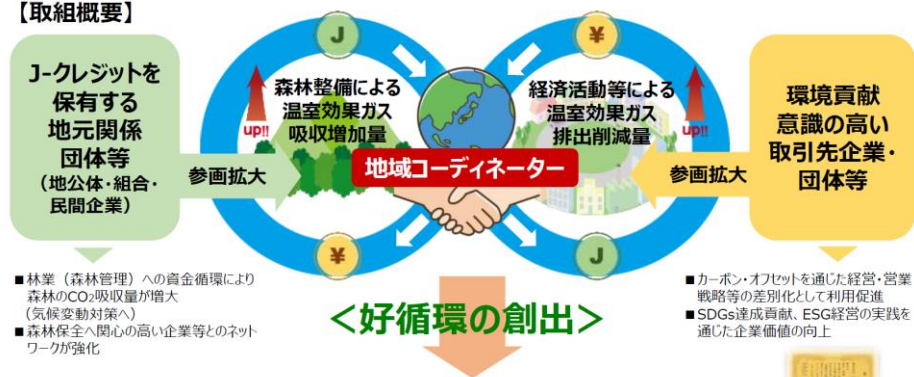 【取組概要】
J-クレジットを
保有する
地元関係
団体等
（地公体・組合・
民間企業）
参画拡大
J
up!!
森林整備による
温室効果ガス
吸収増加量
¥
経済活動等による
温室効果ガス
排出削減量
up!!
地域コーディネーター
¥
J
環境貢献
意識の高い
取引先企業・
団体等
参画拡大
■林業（森林管理）への資金循環により
森林のCO₂吸収量が増大
（気候変動対策へ）
■森林保全へ関心の高い企業等とのネット
ワークが強化
＜好循環の創出＞
■カーボン・オフセットを通じた経営・営業
戦略等の差別化として利用促進
■SDGs達成貢献、ESG経営の実践を
通じた企業価値の向上